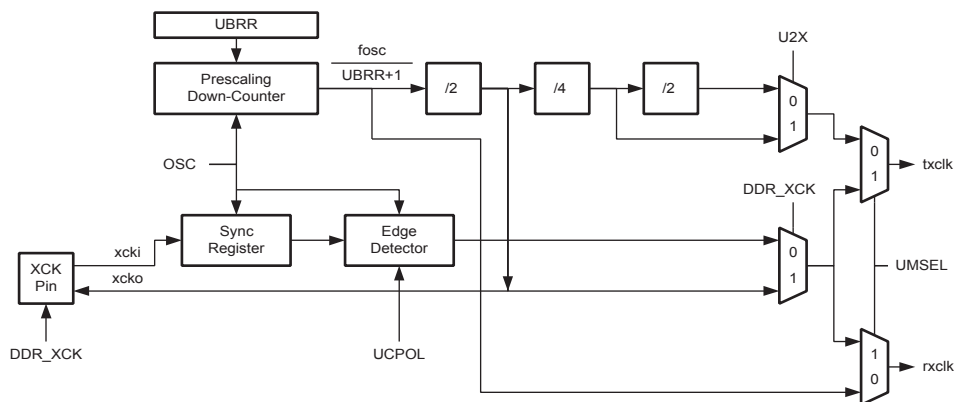 UBRR
fosc
UBRR+1
Prescaling
Down-Counter
/2
/4
/2
U2X
0
1
OSC
0
1
txclk
DDR_XCK
Sync
Register
Edge
Detector
0
1
UMSEL
xcki
xcko
XCK
Pin
DDR_XCK
UCPOL
1
0
rxclk